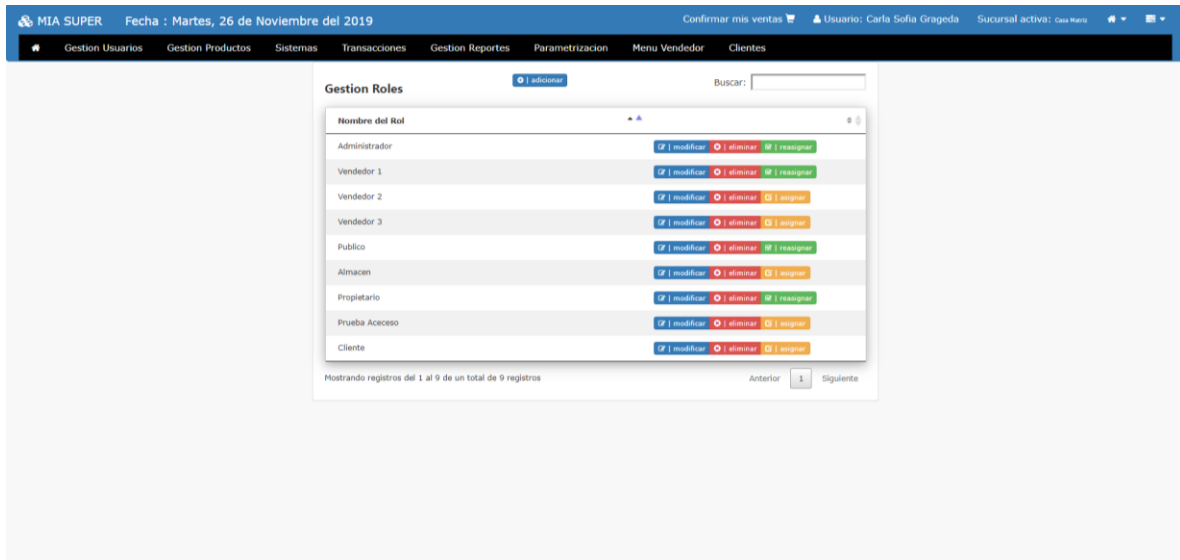 MIA SUPER Fecha : Martes, 26 de Noviembre del 2019 Confirmar mis ventas Usuario: Carla Sofia Grageda Sucursal activa: Casa Matriz
Gestion Usuarios Gestion Productos Sistemas Transacciones Gestion Reportes Parametrizacion Menu Vendedor Clientes
Gestion Roles | adicionar Buscar:
Nombre del Rol
Administrador | modificar | eliminar | reasignar
Vendedor 1 | modificar | eliminar | reasignar
Vendedor 2 | modificar | eliminar | asignar
Vendedor 3 | modificar | eliminar | asignar
Publico | modificar | eliminar | reasignar
Almacen | modificar | eliminar | asignar
Propietario | modificar | eliminar | reasignar
Prueba Aceceso | modificar | eliminar | asignar
Cliente | modificar | eliminar | asignar
Mostrando registros del 1 al 9 de un total de 9 registros Anterior 1 Siguiente